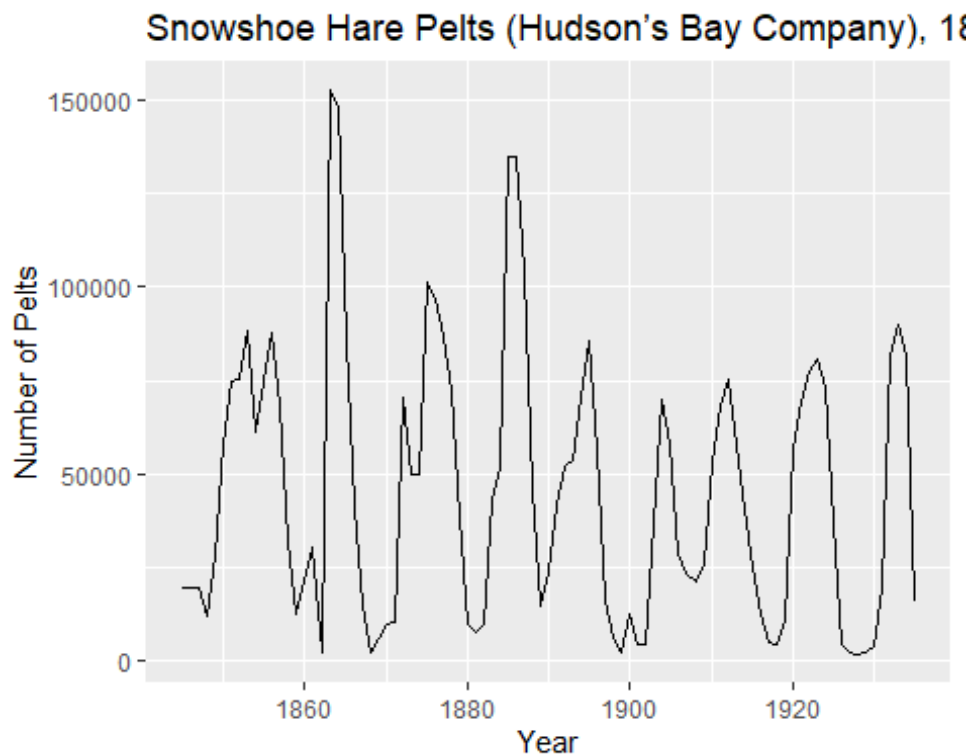 Snowshoe Hare Pelts (Hudson’s Bay Company), 18
150000
100000
50000
0
Number of Pelts
1860 1880 1900 1920
Year